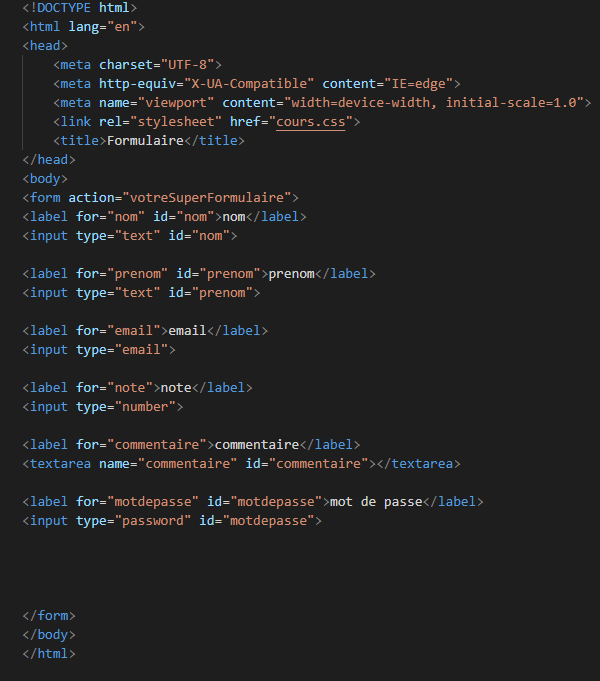 <!DOCTYPE html>
<html lang="en">
<head>
    <meta charset="UTF-8">
    <meta http-equiv="X-UA-Compatible" content="IE=edge">
    <meta name="viewport" content="width=device-width, initial-scale=1.0">
    <link rel="stylesheet" href="cours.css">
    <title>Formulaire</title>
</head>
<body>
<form action="votreSuperFormulaire">
<label for="nom" id="nom">nom</label>
<input type="text" id="nom">

<label for="prenom" id="prenom">prenom</label>
<input type="text" id="prenom">

<label for="email">email</label>
<input type="email">

<label for="note">note</label>
<input type="number">

<label for="commentaire">commentaire</label>
<textarea name="commentaire" id="commentaire"></textarea>

<label for="motdepasse" id="motdepasse">mot de passe</label>
<input type="password" id="motdepasse">

</form>
</body>
</html>